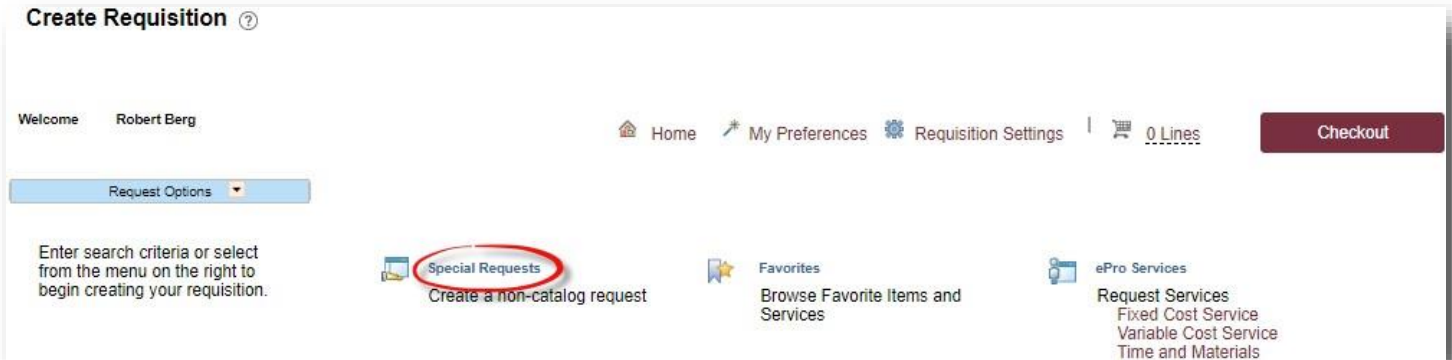 Create Requisition ?
Welcome Robert Berg
Home My Preferences Requisition Settings | 0 Lines Checkout
Request Options
Enter search criteria or select
from the menu on the right to
begin creating your requisition.
Special Requests
Create a non-catalog request
Favorites
Browse Favorite Items and
Services
ePro Services
Request Services
Fixed Cost Service
Variable Cost Service
Time and Materials